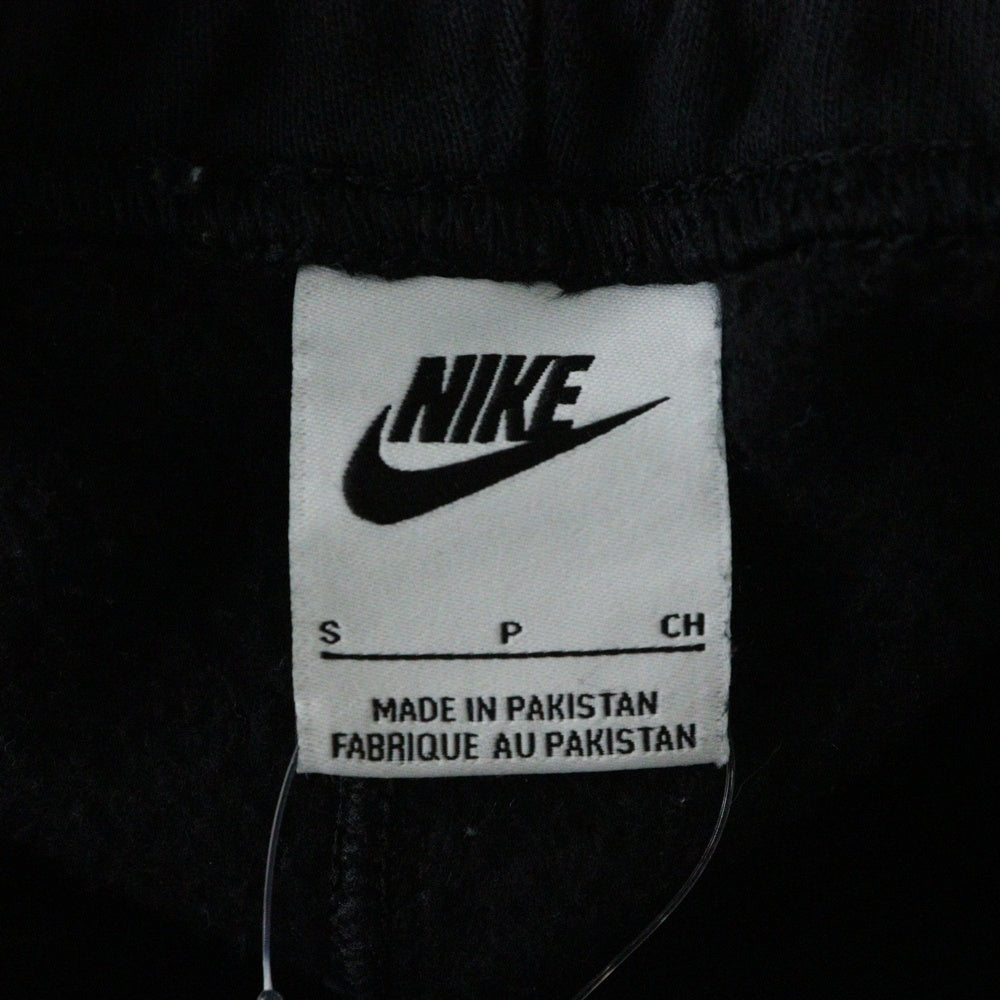 NIKE
S P CH
MADE IN PAKISTAN
FABRIQUE AU PAKISTAN